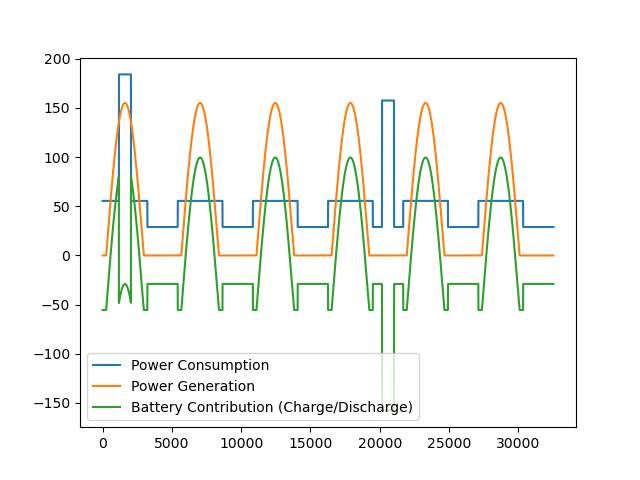 200
150
100
50
0
−50
−100
−150
Power Consumption
Power Generation
Battery Contribution (Charge/Discharge)
0 5000 10000 15000 20000 25000 30000